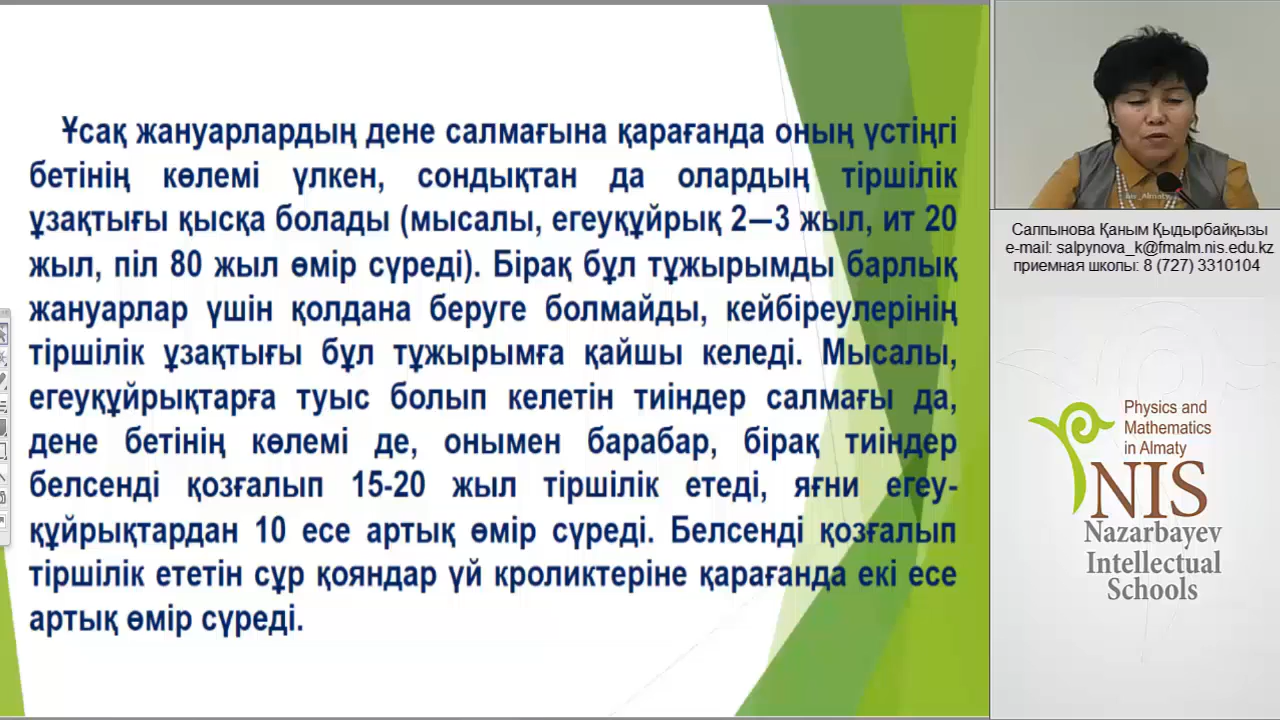 Ұсақ жануарлардың дене салмағына қарағанда оның үстіңгі
бетінің көлемі үлкен, сондықтан да олардың тіршілік
ұзақтығы қысқа болады (мысалы, егеуқұйрық 2—3 жыл, ит 20
жыл, піл 80 жыл өмір сүреді). Бірақ бұл тұжырымды барлық
жануарлар үшін қолдана беруге болмайды, кейбіреулерінің
тіршілік ұзақтығы бұл тұжырымға қайшы келеді. Мысалы,
егеуқұйрықтарға туыс болып келетін тиіндер салмағы да,
дене бетінің көлемі де, онымен барабар, бірақ тиіндер
белсенді қозғалып 15-20 жыл тіршілік етеді, яғни егеу-
құйрықтардан 10 есе артық өмір сүреді. Белсенді қозғалып
тіршілік ететін сұр қояндар үй кроликтеріне қарағанда екі есе
артық өмір сүреді.
Салпынова Қаным Қыдырбайқызы
e-mail: salpynova_k@fmalm.nis.edu.kz
приемная школы: 8 (727) 3310104
Physics and
Mathematics
in Almaty
NIS
Nazarbayev
Intellectual
Schools